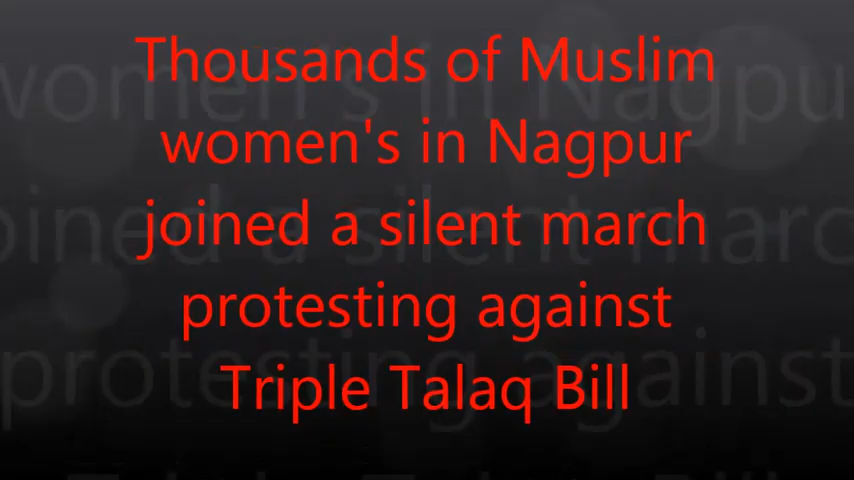 Thousands of Muslim
women's in Nagpur
joined a silent march
protesting against
Triple Talaq Bill